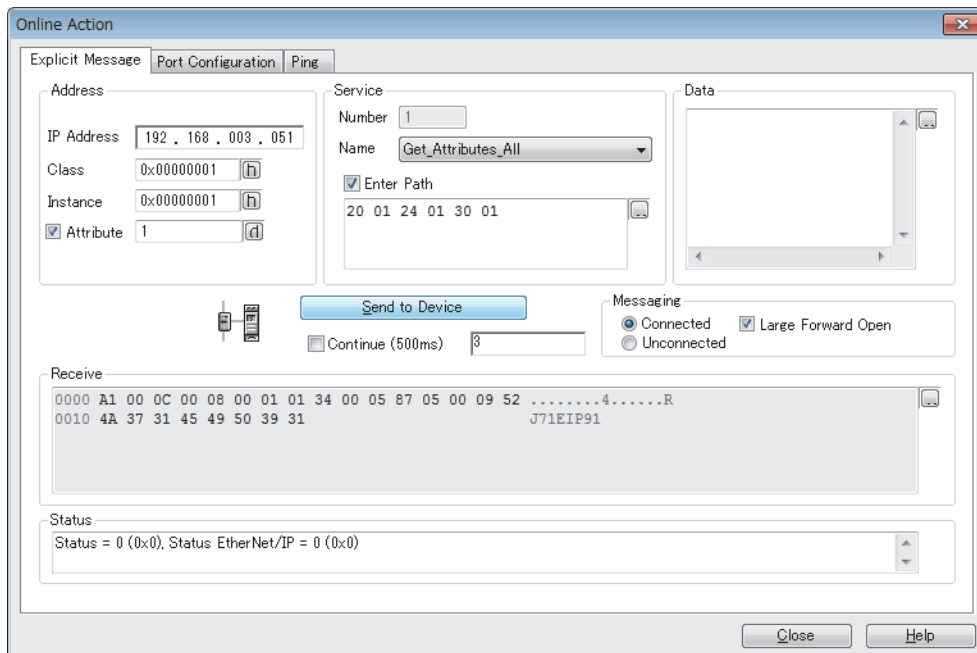 Online Action
Explicit Message Port Configuration Ping
Address
IP Address 192 . 168 . 003 . 051
Class 0x00000001 h
Instance 0x00000001 h
Attribute 1 d
Service
Number 1
Name Get_Attributes_All
Enter Path
20 01 24 01 30 01
...
Data
...
Send to Device
Continue (500ms) 3
Messaging
Connected Large Forward Open
Unconnected
Receive
0000 A1 00 0C 00 08 00 01 01 34 00 05 87 05 00 09 52 ........4......R
0010 4A 37 31 45 49 50 39 31 J71EIP91
...
Status
Status = 0 (0x0), Status EtherNet/IP = 0 (0x0)
Close Help